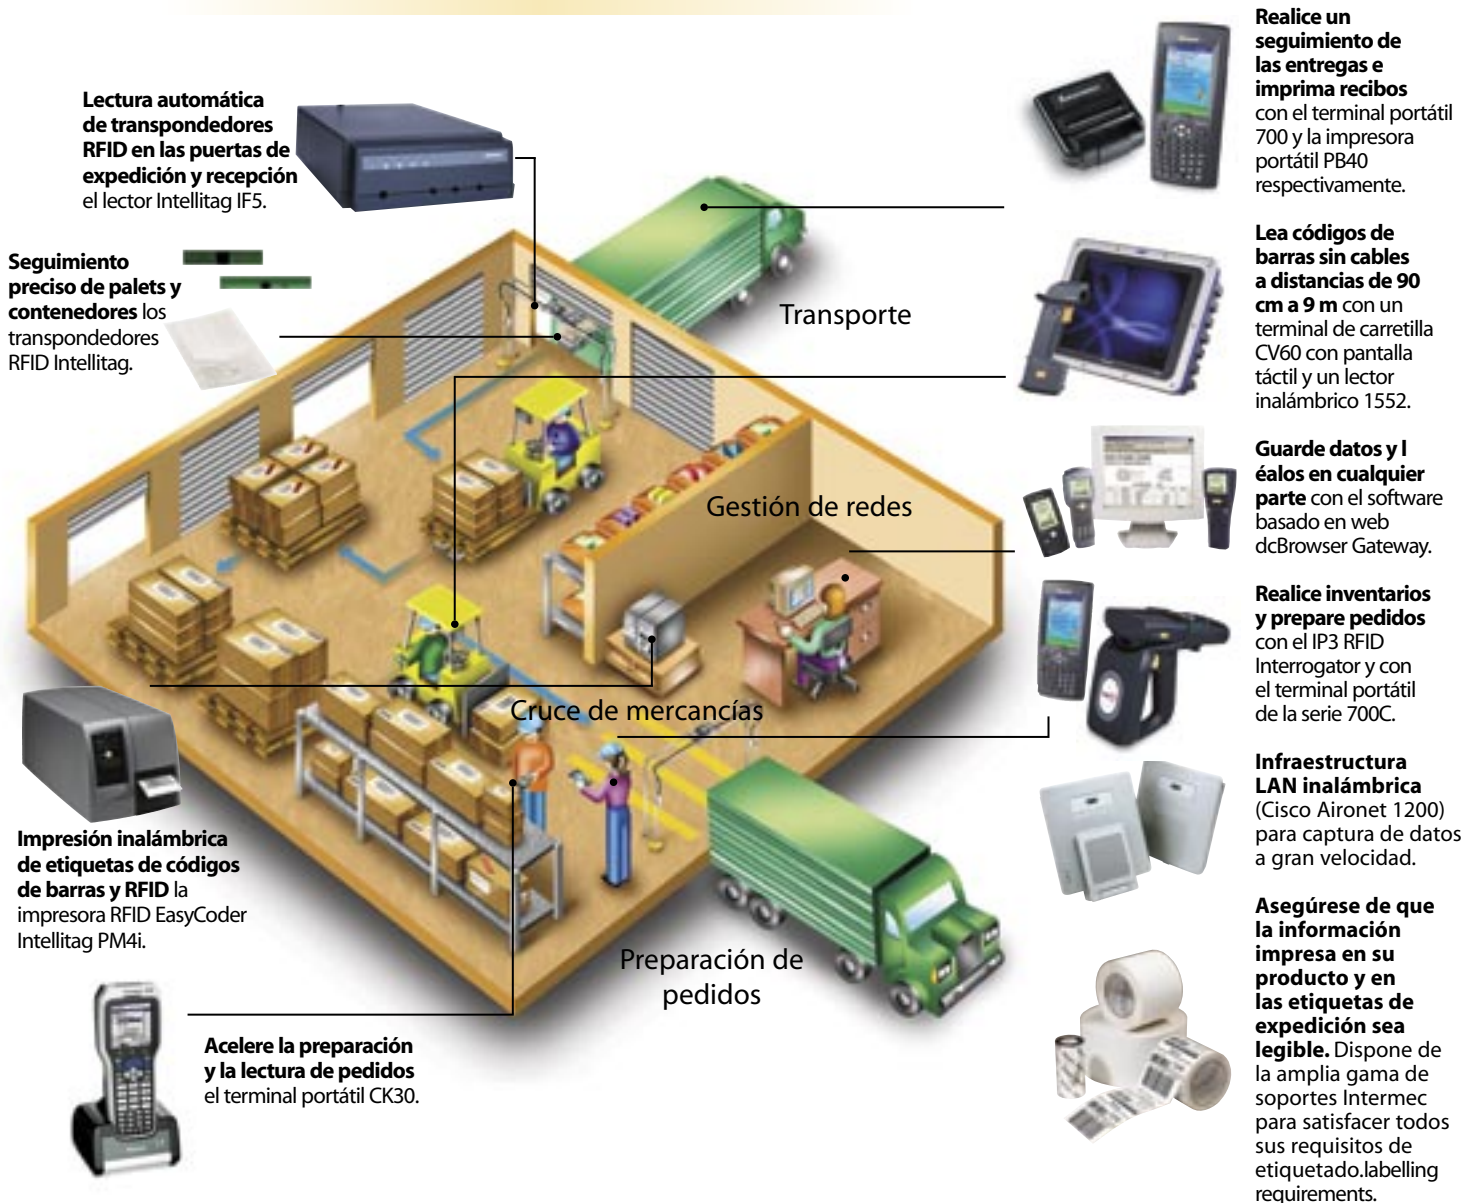 Lectura automática
de transpondedores
RFID en las puertas de
expedición y recepción
el lector Intellitag IF5.
Seguimiento
preciso de palets y
contenedores los
transpondedores
RFID Intellitag.
Impresión inalámbrica
de etiquetas de códigos
de barras y RFID la
impresora RFID EasyCoder
Intellitag PM4i.
Acelere la preparación
y la lectura de pedidos
el terminal portátil CK30.
Transporte
Gestión de redes
Cruce de mercancías
Preparación de
pedidos
Realice un
seguimiento de
las entregas e
imprima recibos
con el terminal portátil
700 y la impresora
portátil PB40
respectivamente.
Lea códigos de
barras sin cables
a distancias de 90
cm a 9 m con un
terminal de carretilla
CV60 con pantalla
táctil y un lector
inalámbrico 1552.
Guarde datos y l
éalos en cualquier
parte con el software
basado en web
dcBrowser Gateway.
Realice inventarios
y prepare pedidos
con el IP3 RFID
Interrogator y con
el terminal portátil
de la serie 700C.
Infraestructura
LAN inalámbrica
(Cisco Aironet 1200)
para captura de datos
a gran velocidad.
Asegúrese de que
la información
impresa en su
producto y en
las etiquetas de
expedición sea
legible. Dispone de
la amplia gama de
soportes Intermec
para satisfacer todos
sus requisitos de
etiquetado.labelling
requirements.